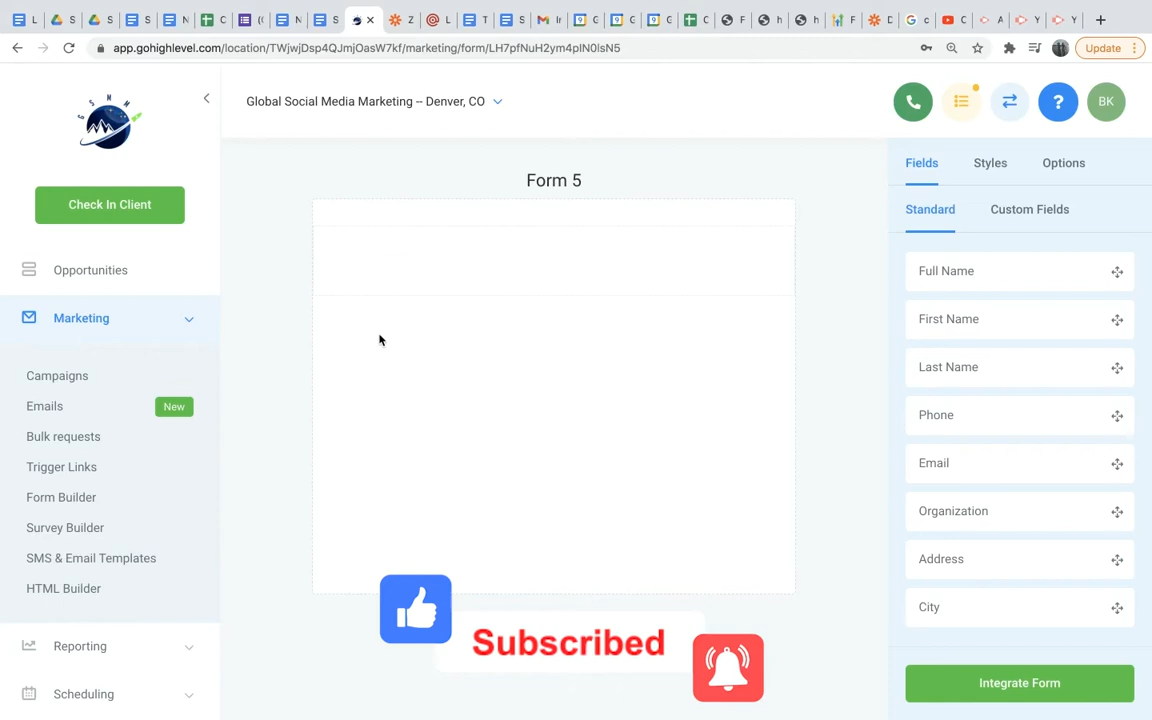 L
S
S
S
N
C
(
N
S
Z
L
T
S
Ir
G
G
G
C
F
h
h
F
D
c
C
A
Y
Y
app.gohighlevel.com/location/TWjwjDsp4QJmjOasW7kf/marketing/form/LH7pfNuH2ym4pIN0lsN5
Update
GSMM
Global Social Media Marketing -- Denver, CO
?
BK
Check In Client
Opportunities
Marketing
Campaigns
Emails
New
Bulk requests
Trigger Links
Form Builder
Survey Builder
SMS & Email Templates
HTML Builder
Reporting
Scheduling
Form 5
Subscribed
Fields
Styles
Options
Standard
Custom Fields
Full Name
First Name
Last Name
Phone
Email
Organization
Address
City
Integrate Form